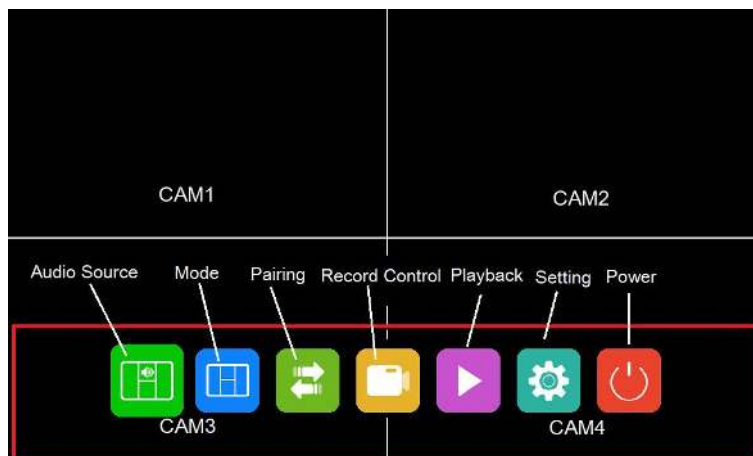 CAM1
CAM2
Audio Source
Mode
Pairing
Record Control
Playback
Setting
Power
CAM3
CAM4